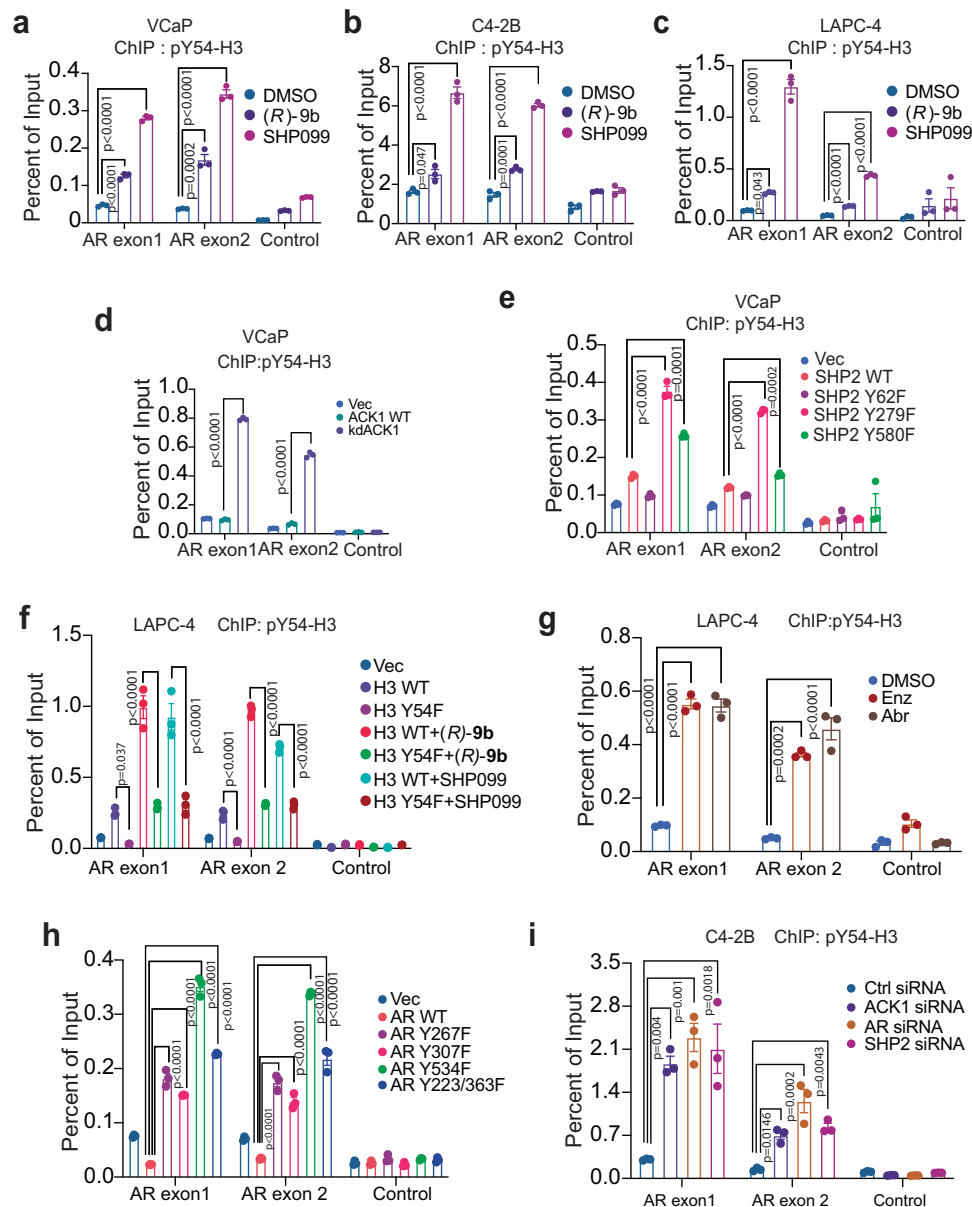 a
VCaP
ChIP : pY54-H3
Percent of Input
0.4
0.3
0.2
0.1
0
p<0.0001
p<0.0001
p=0.0002
p<0.0001
DMSO
(R)-9b
SHP099
AR exon1
AR exon2
Control
b
C4-2B
ChIP : pY54-H3
Percent of Input
8
6
4
2
0
p<0.0001
p=0.047
p<0.0001
p=0.0001
DMSO
(R)-9b
SHP099
AR exon1
AR exon2
Control
c
LAPC-4
ChIP : pY54-H3
Percent of Input
1.5
1.0
0.5
0.0
p<0.0001
p=0.043
p<0.0001
p<0.0001
DMSO
(R)-9b
SHP099
AR exon1
AR exon2
Control
d
VCaP
ChIP:pY54-H3
Percent of Input
1.0
0.8
0.6
0.4
0.2
0.0
p<0.0001
p<0.0001
Vec
ACK1 WT
kdACK1
AR exon1
AR exon2
Control
e
VCaP
ChIP: pY54-H3
Percent of Input
0.5
0.4
0.3
0.2
0.1
0
p<0.0001
p=0.0001
p<0.0001
p=0.0002
Vec
SHP2 WT
SHP2 Y62F
SHP2 Y279F
SHP2 Y580F
AR exon1
AR exon2
Control
f
LAPC-4
ChIP: pY54-H3
Percent of Input
1.5
1.0
0.5
0.0
p=0.037
p<0.0001
p<0.0001
p<0.0001
p<0.0001
p<0.0001
Vec
H3 WT
H3 Y54F
H3 WT+(R)-9b
H3 Y54F+(R)-9b
H3 WT+SHP099
H3 Y54F+SHP099
AR exon1
AR exon 2
Control
g
LAPC-4
ChIP:pY54-H3
Percent of Input
0.8
0.6
0.4
0.2
0.0
p<0.0001
p<0.0001
p=0.0002
p<0.0001
DMSO
Enz
Abr
AR exon1
AR exon 2
Control
h
Percent of Input
0.4
0.3
0.2
0.1
0.0
p<0.0001
p<0.0001
p<0.0001
p<0.0001
p<0.0001
p<0.0001
p<0.0001
p<0.0001
Vec
AR WT
AR Y267F
AR Y307F
AR Y534F
AR Y223/363F
AR exon1
AR exon 2
Control
i
C4-2B
ChIP: pY54-H3
Percent of Input
3.5
2.8
2.1
1.4
0.7
0.0
p=0.004
p=0.001
p=0.0018
p=0.0146
p=0.0002
p=0.0043
Ctrl siRNA
ACK1 siRNA
AR siRNA
SHP2 siRNA
AR exon1
AR exon 2
Control